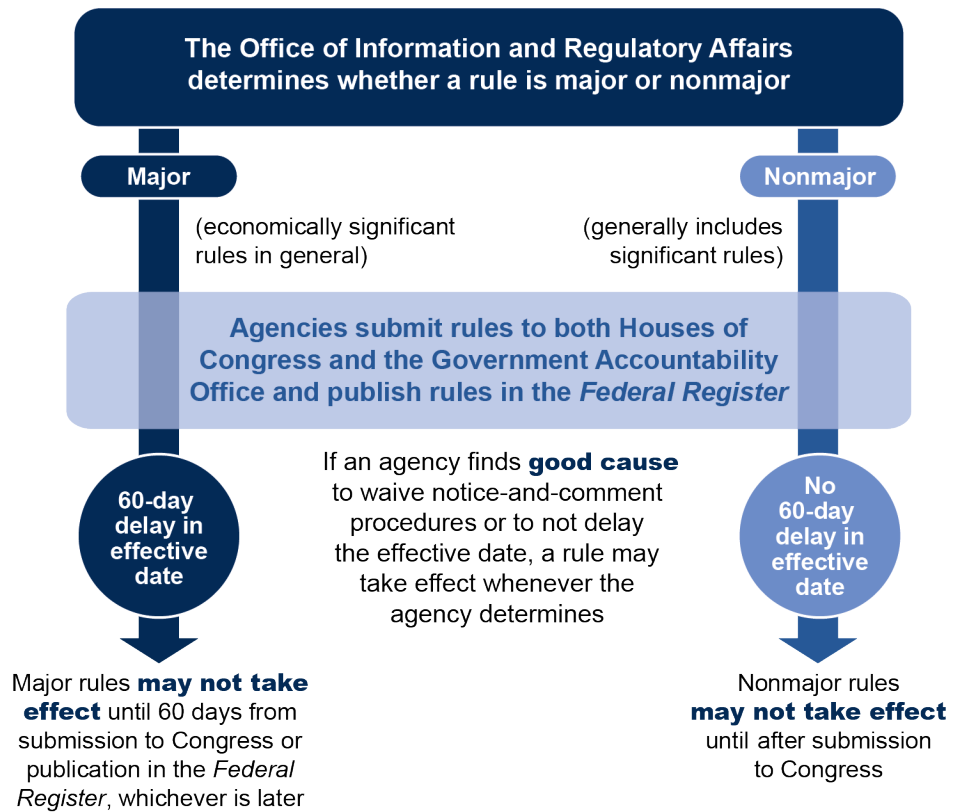 The Office of Information and Regulatory Affairs
determines whether a rule is major or nonmajor
Major
Nonmajor
(economically significant
rules in general)
(generally includes
significant rules)
Agencies submit rules to both Houses of
Congress and the Government Accountability
Office and publish rules in the Federal Register
60-day
delay in
effective
date
If an agency finds good cause
to waive notice-and-comment
procedures or to not delay
the effective date, a rule may
take effect whenever the
agency determines
No
60-day
delay in
effective
date
Major rules may not take
effect until 60 days from
submission to Congress or
publication in the Federal
Register, whichever is later
Nonmajor rules
may not take effect
until after submission
to Congress